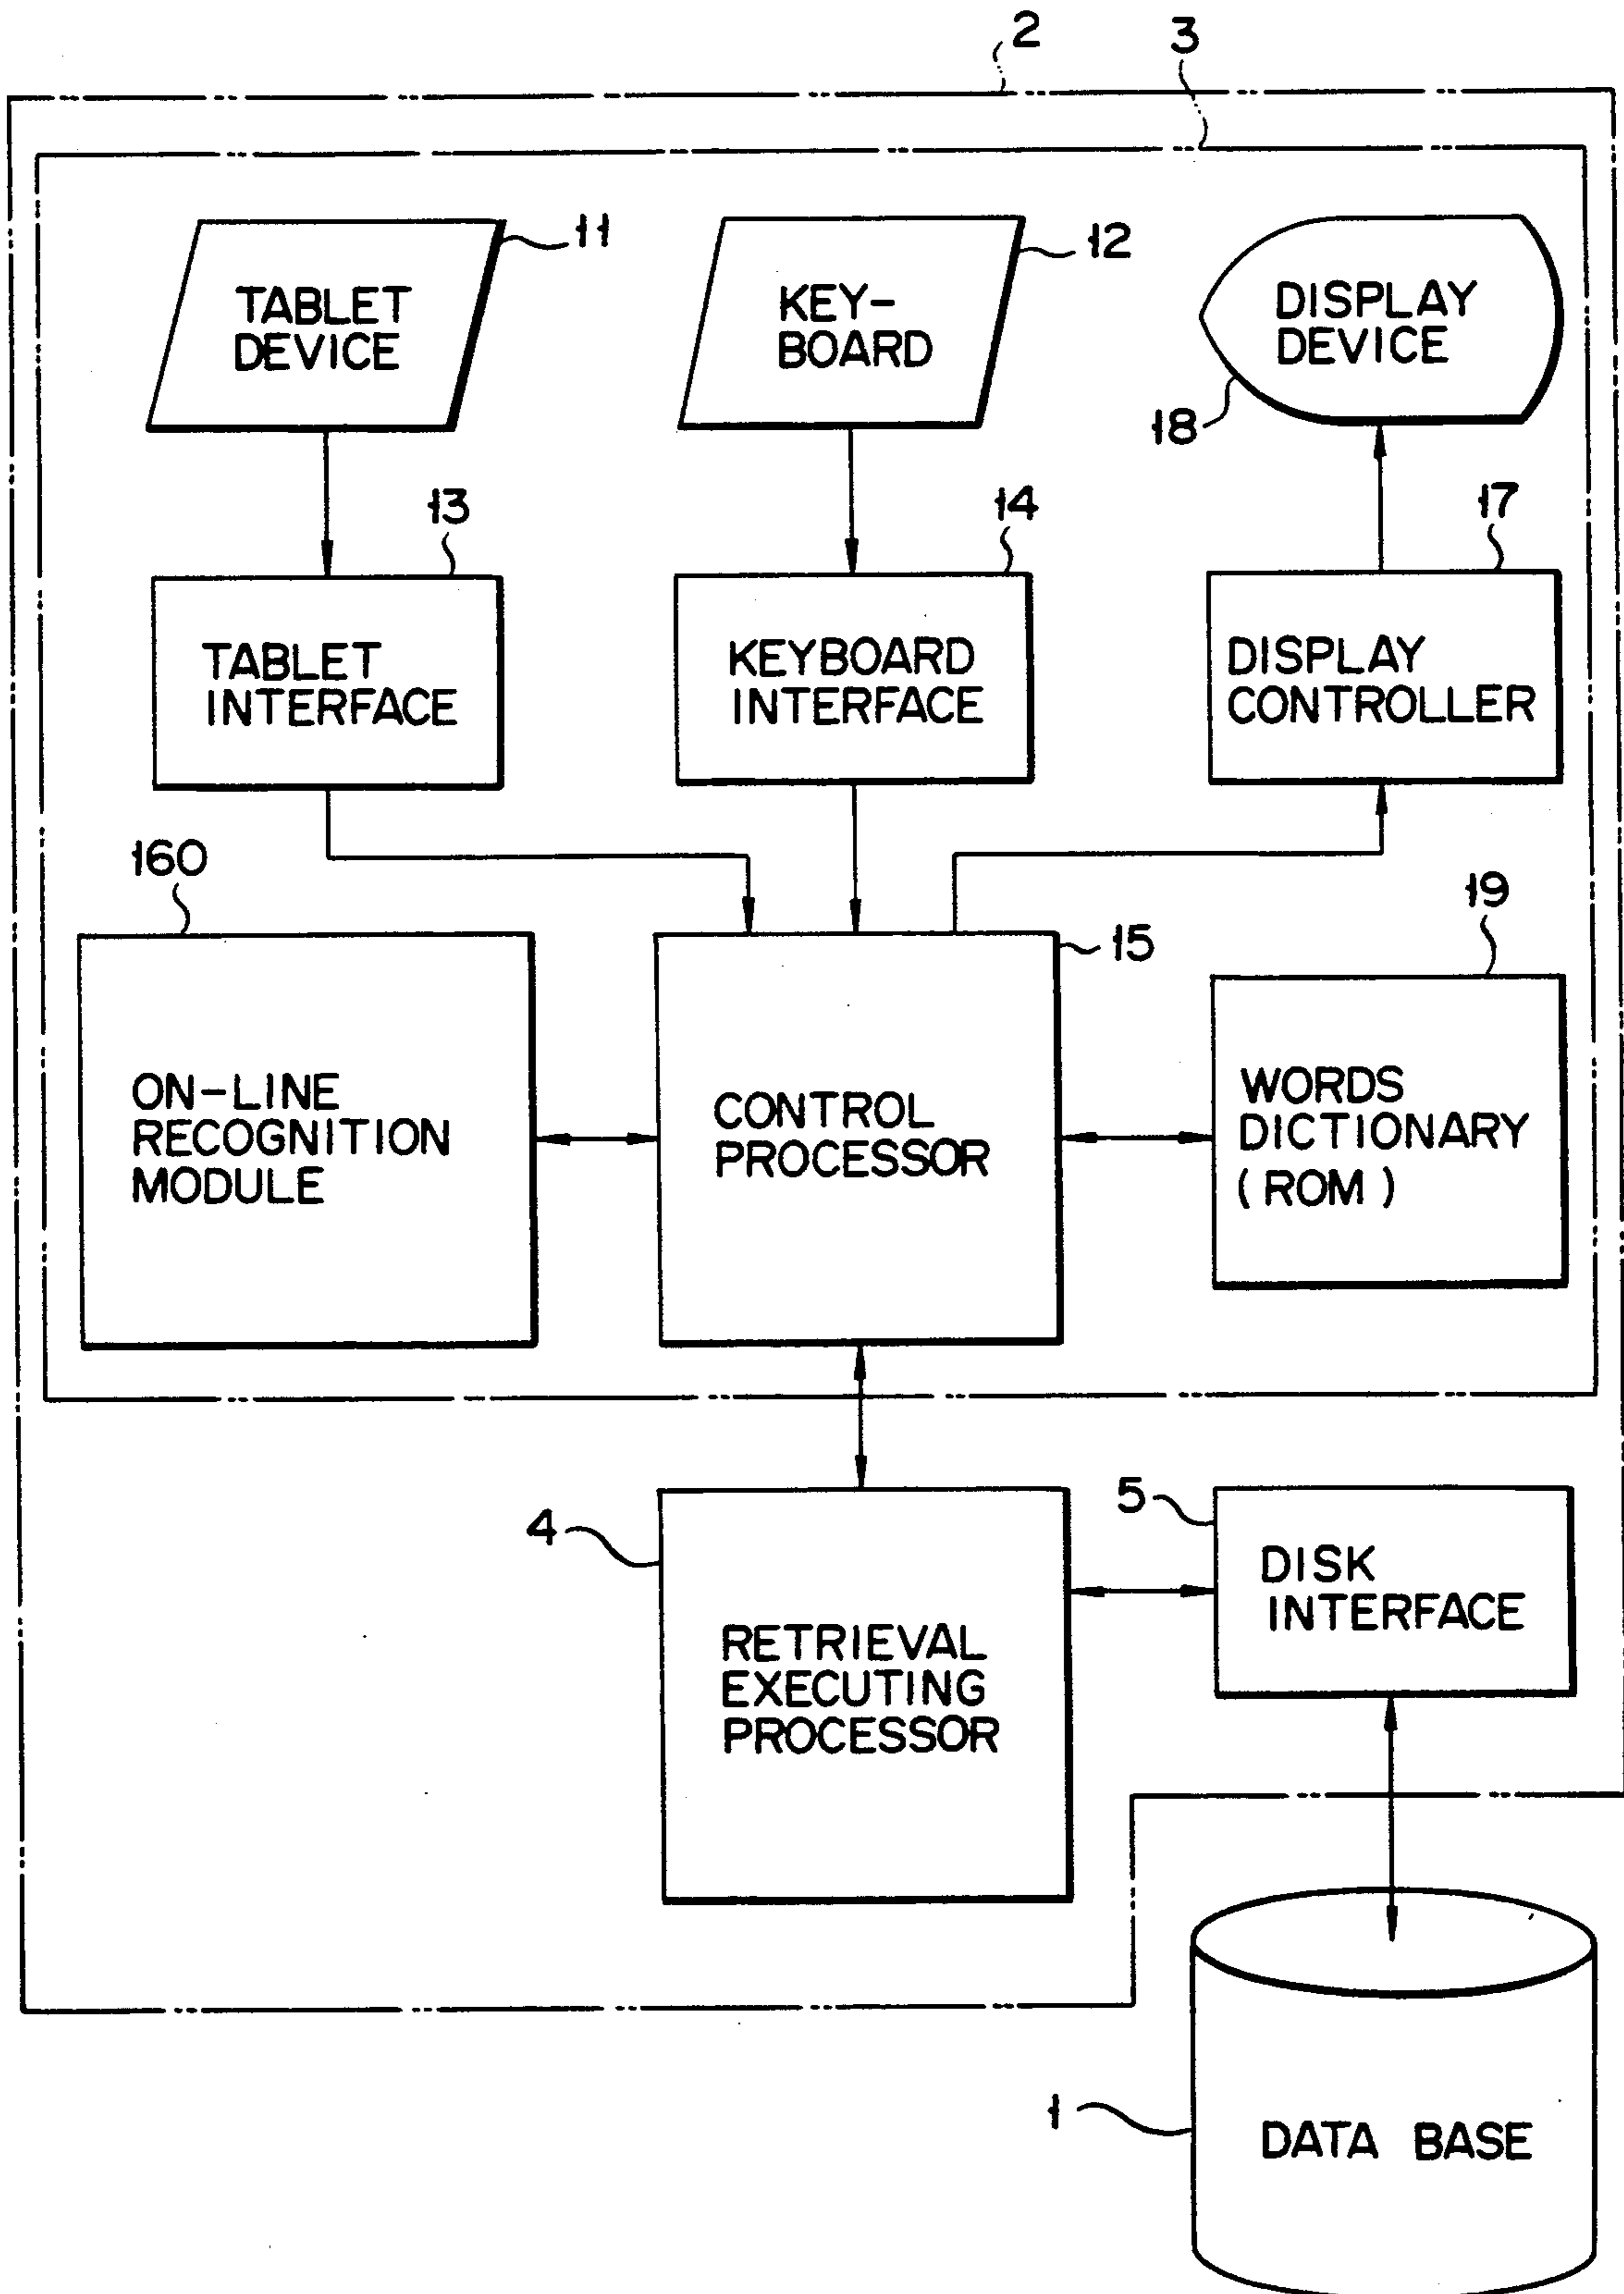 2
3
11
TABLET
DEVICE
12
KEY-
BOARD
DISPLAY
DEVICE
18
13
TABLET
INTERFACE
14
KEYBOARD
INTERFACE
17
DISPLAY
CONTROLLER
160
ON-LINE
RECOGNITION
MODULE
15
CONTROL
PROCESSOR
19
WORDS
DICTIONARY
(ROM)
4
RETRIEVAL
EXECUTING
PROCESSOR
5
DISK
INTERFACE
1
DATA BASE